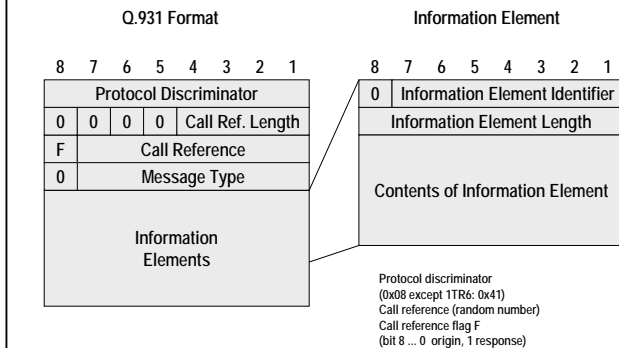 Q.931 Format
8 7 6 5 4 3 2 1
Protocol Discriminator
0 0 0 0 Call Ref. Length
F Call Reference
0 Message Type
Information
Elements
Information Element
8 7 6 5 4 3 2 1
0 Information Element Identifier
Information Element Length
Contents of Information Element
Protocol discriminator
(0x08 except 1TR6: 0x41)
Call reference (random number)
Call reference flag F
(bit 8 ... 0 origin, 1 response)